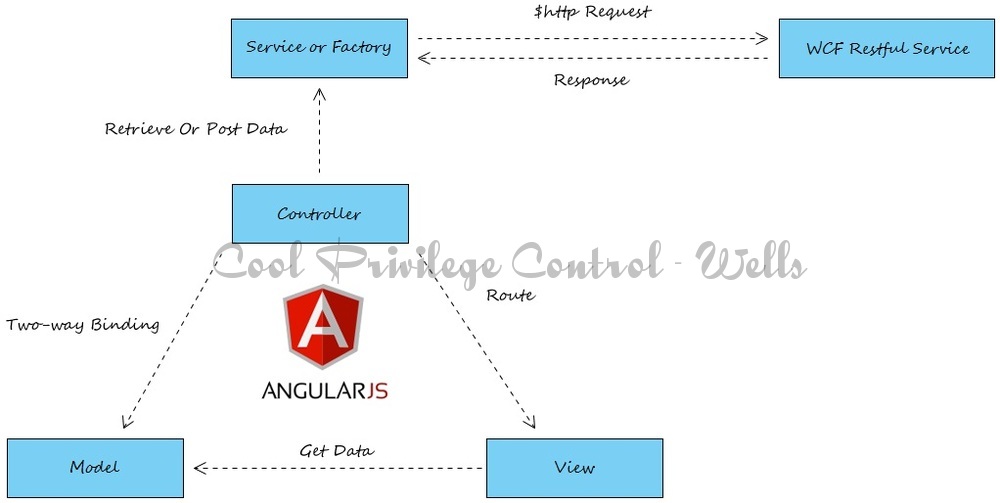 $http Request
Service or Factory
WCF Restful Service
Response
Retrieve Or Post Data
Controller
Cool Privilege Control - Wells
Route
Two-way Binding
A
ANGULARJS
Get Data
Model
View